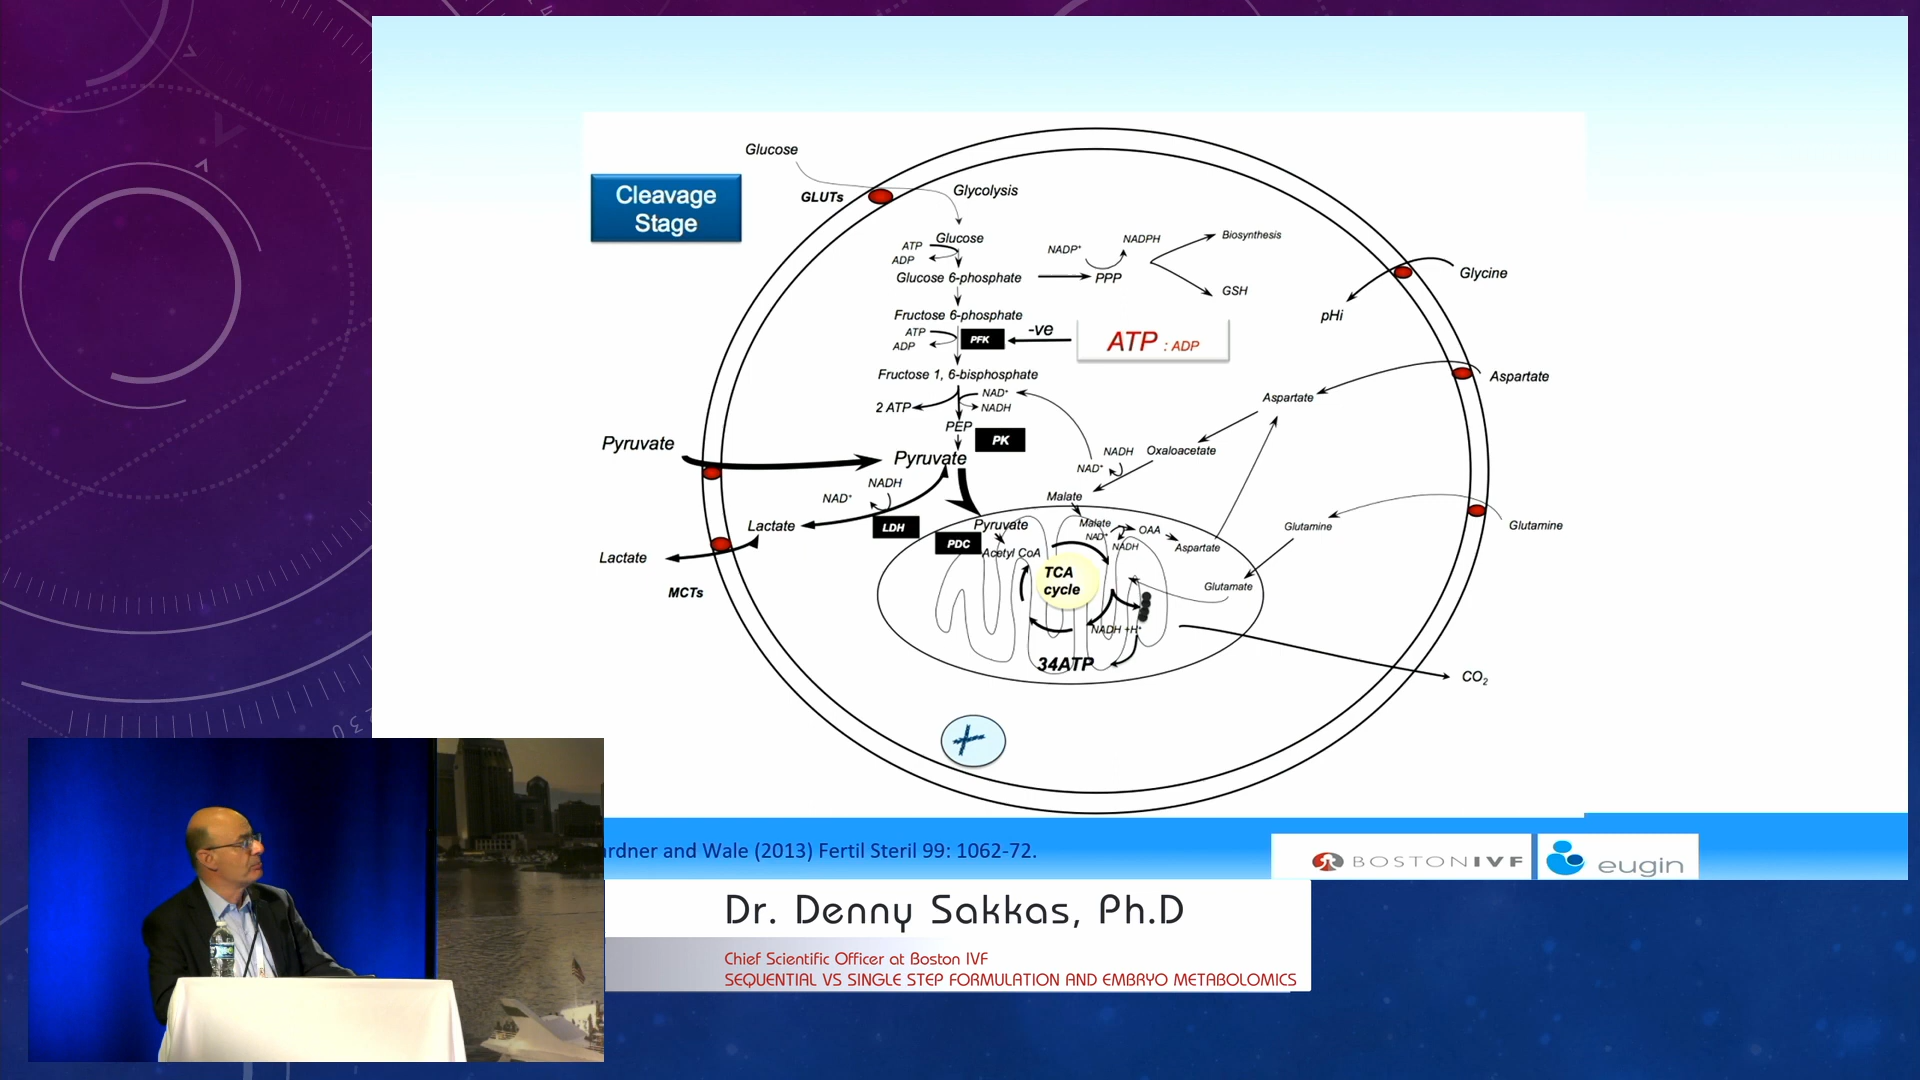 Cleavage
Stage
Glucose
GLUTs
Glycolysis
Glucose
ATP
ADP
Glucose 6-phosphate
NADP+
NADPH
PPP
Biosynthesis
GSH
Glycine
pHi
Fructose 6-phosphate
ATP
ADP
PFK
-ve
ATP : ADP
Fructose 1, 6-bisphosphate
NAD+
NADH
2 ATP
PEP
PK
Aspartate
Aspartate
Pyruvate
Pyruvate
NADH
NAD+
Oxaloacetate
NADH
NAD+
Malate
Lactate
LDH
Lactate
MCTs
PDC
Pyruvate
Acetyl CoA
Malate
NAD+
NADH
OAA
Aspartate
Glutamine
Glutamine
Glutamate
TCA
cycle
NADH +H+
34ATP
CO2
rdner and Wale (2013) Fertil Steril 99: 1062-72.
BOSTONIVF
eugin
Dr. Denny Sakkas, Ph.D
Chief Scientific Officer at Boston IVF
SEQUENTIAL VS SINGLE STEP FORMULATION AND EMBRYO METABOLOMICS